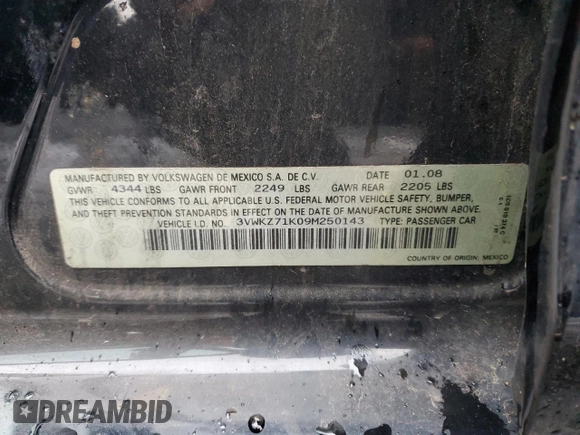 MANUFACTURED BY VOLKSWAGEN DE MEXICO S.A. DE C.V. DATE 01.08
GVWR 4344 LBS GAWR FRONT 2249 LBS GAWR REAR 2205 LBS
THIS VEHICLE CONFORMS TO ALL APPLICABLE U.S. FEDERAL MOTOR VEHICLE SAFETY, BUMPER,
AND THEFT PREVENTION STANDARDS IN EFFECT ON THE DATE OF MANUFACTURE SHOWN ABOVE.
VEHICLE I.D. NO. 3VWKZ71K09M250143 TYPE: PASSENGER CAR
COUNTRY OF ORIGIN: MEXICO
DREAMBID